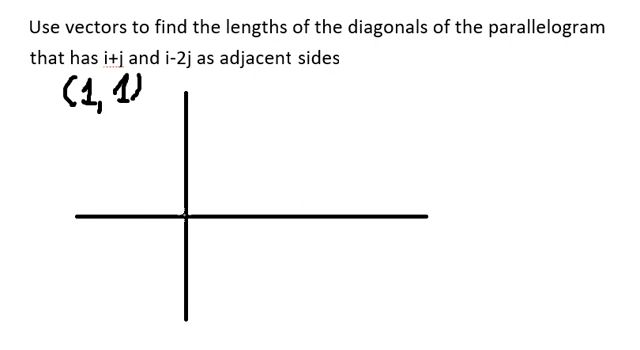 Use vectors to find the lengths of the diagonals of the parallelogram
that has i+j and i-2j as adjacent sides
(1, 1)